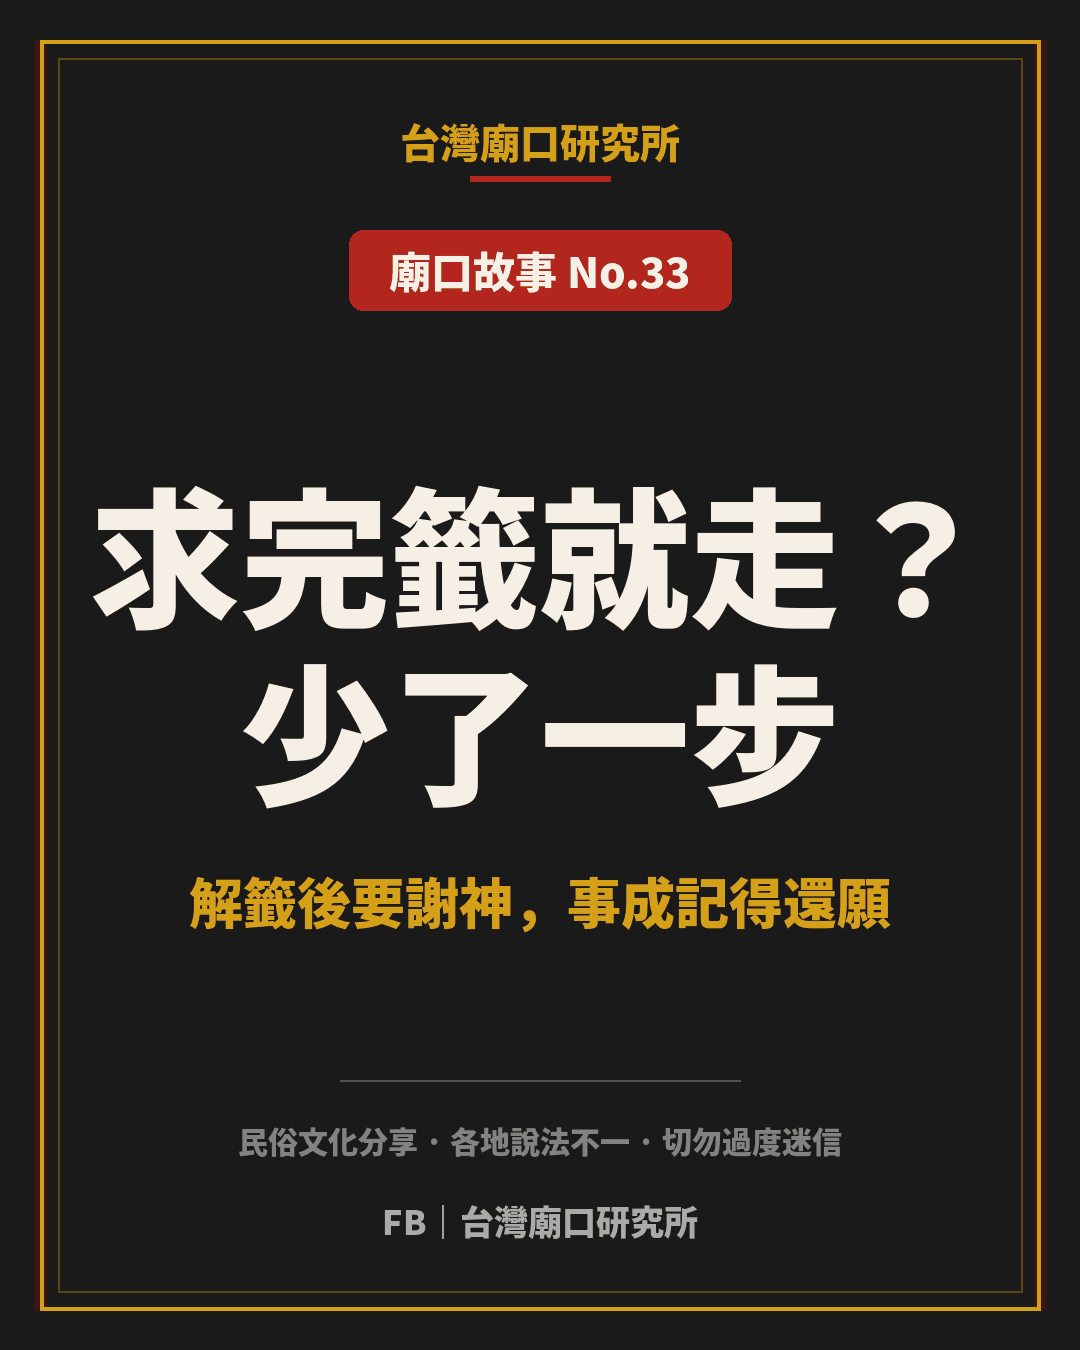 台灣廟口研究所
廟口故事 No.33
求完籤就走？
少了一步
解籤後要謝神，事成記得還願
民俗文化分享 · 各地說法不一 · 切勿過度迷信
FB｜台灣廟口研究所